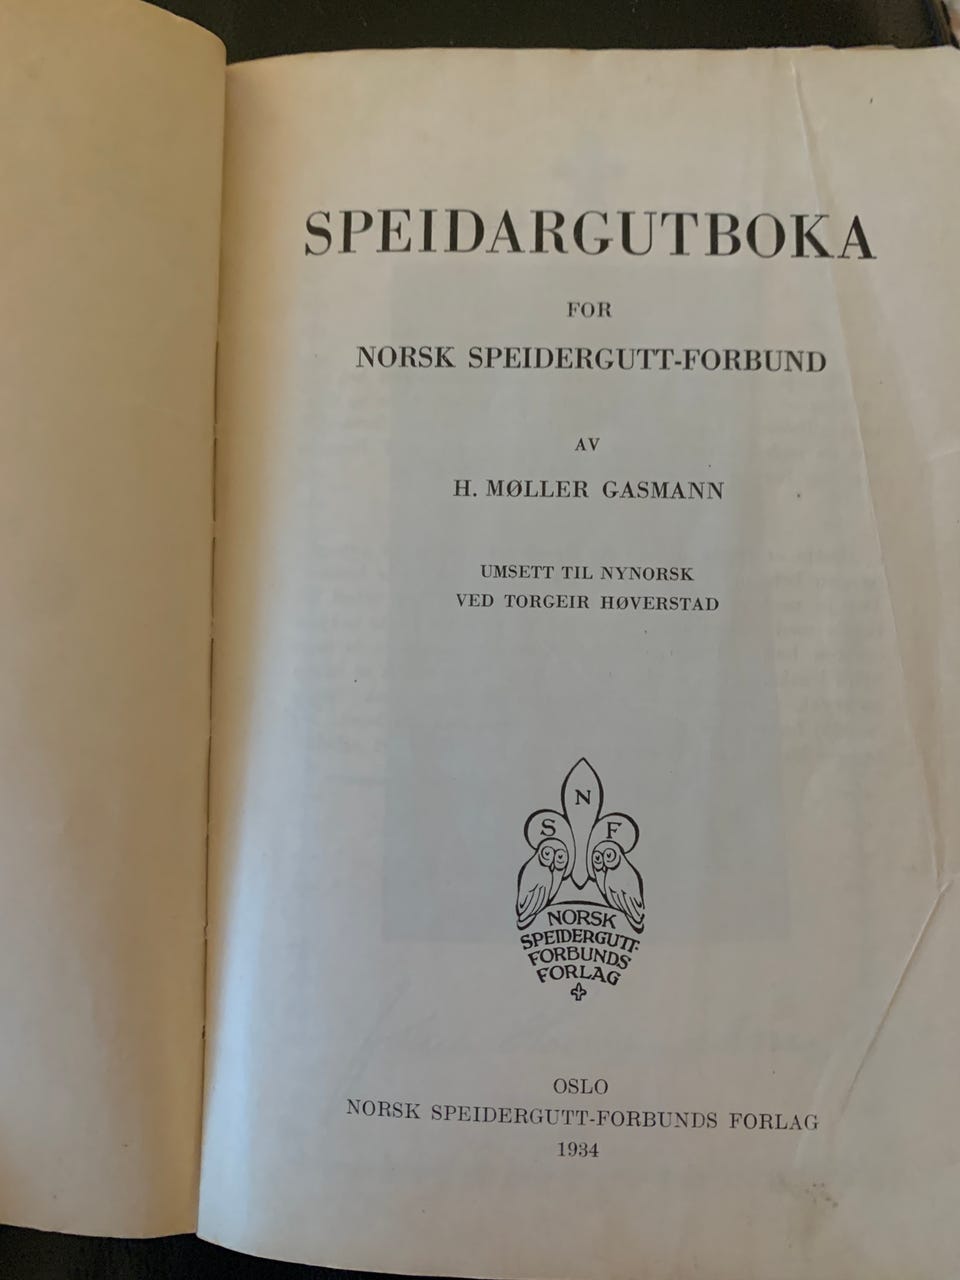 SPEIDARGUTBOKA
FOR
NORSK SPEIDERGUTT-FORBUND
AV
H. MØLLER GASMANN
UMSETT TIL NYNORSK
VED TORGEIR HØVERSTAD
N
S F
NORSK
SPEIDERGUTT-
FORBUNDS
FORLAG
OSLO
NORSK SPEIDERGUTT-FORBUNDS FORLAG
1934